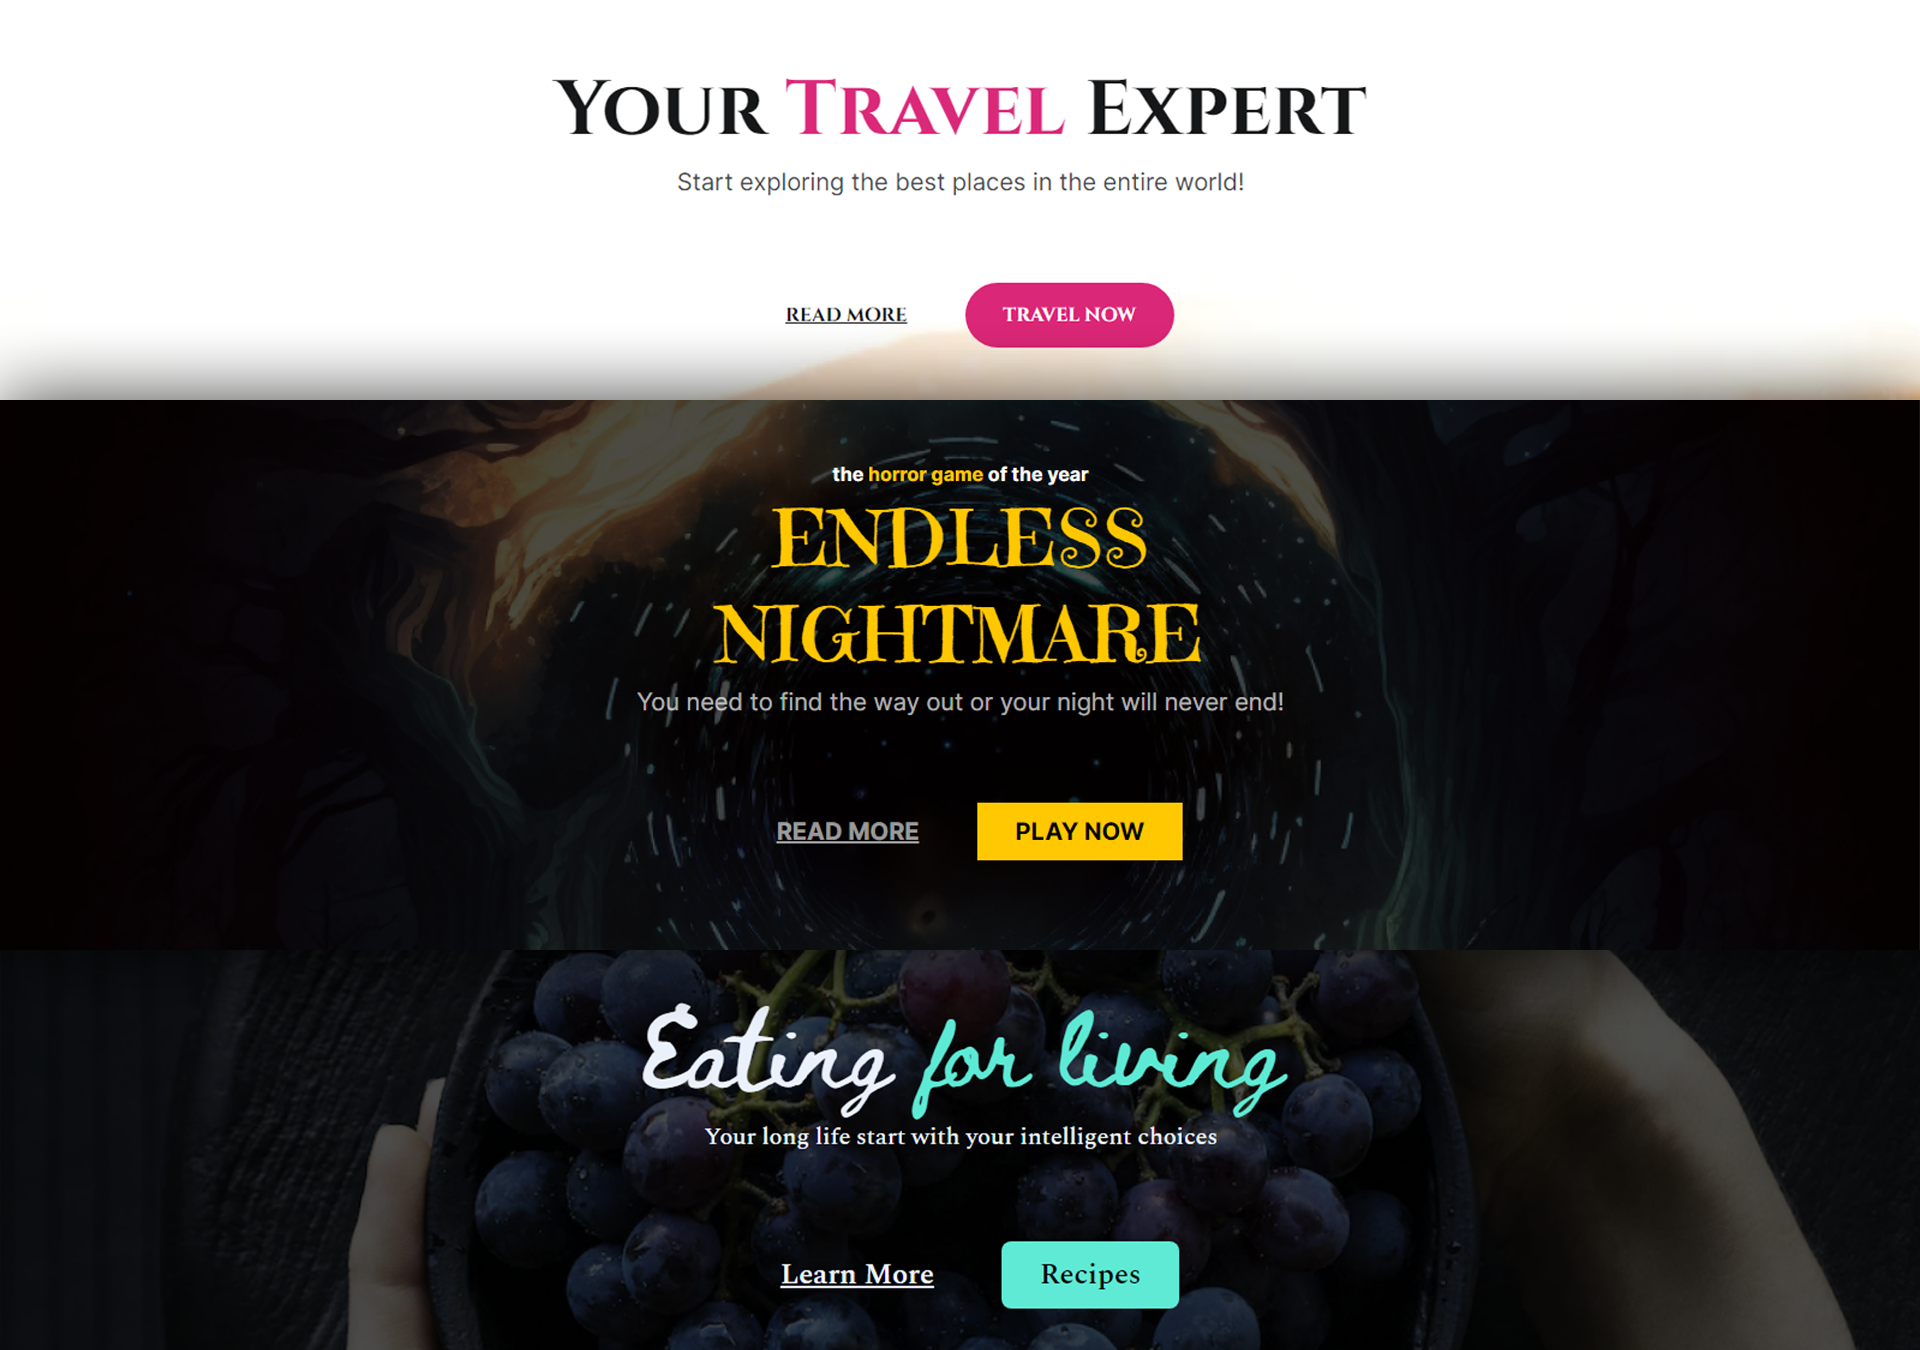 Your Travel Expert
Start exploring the best places in the entire world!
READ MORE TRAVEL NOW
the horror game of the year
ENDLESS
NIGHTMARE
You need to find the way out or your night will never end!
READ MORE PLAY NOW
Eating for living
Your long life start with your intelligent choices
Learn More Recipes